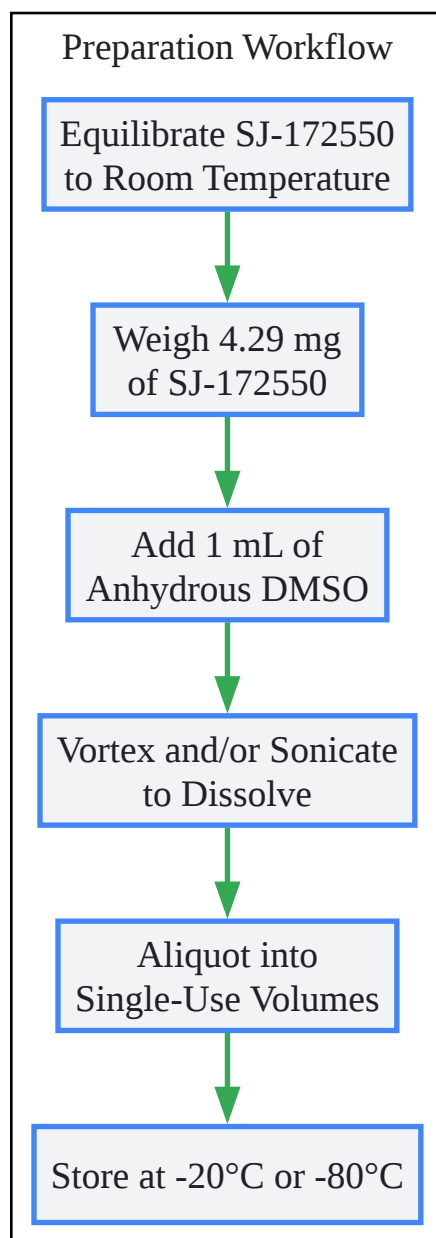 Preparation Workflow
Equilibrate SJ-172550
to Room Temperature
Weigh 4.29 mg
of SJ-172550
Add 1 mL of
Anhydrous DMSO
Vortex and/or Sonicate
to Dissolve
Aliquot into
Single-Use Volumes
Store at -20°C or -80°C